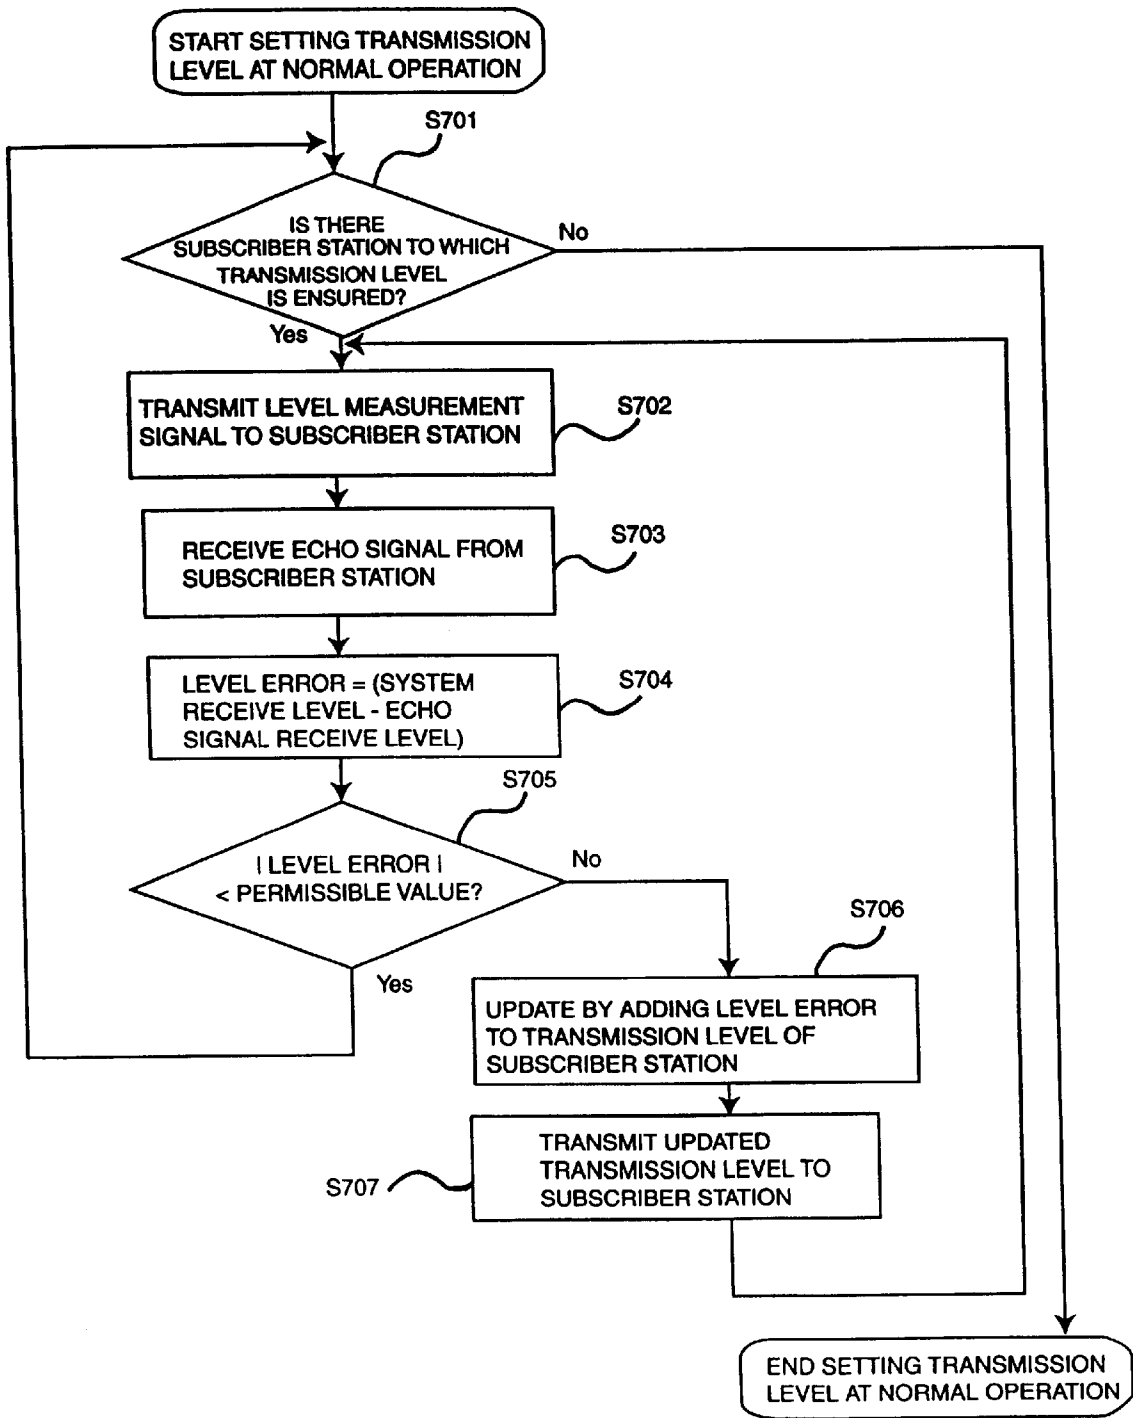 START SETTING TRANSMISSION
LEVEL AT NORMAL OPERATION
S701
IS THERE
SUBSCRIBER STATION TO WHICH
TRANSMISSION LEVEL
IS ENSURED?
No
Yes
TRANSMIT LEVEL MEASUREMENT
SIGNAL TO SUBSCRIBER STATION
S702
RECEIVE ECHO SIGNAL FROM
SUBSCRIBER STATION
S703
LEVEL ERROR = (SYSTEM
RECEIVE LEVEL - ECHO
SIGNAL RECEIVE LEVEL)
S704
S705
| LEVEL ERROR |
< PERMISSIBLE VALUE?
No
Yes
S706
UPDATE BY ADDING LEVEL ERROR
TO TRANSMISSION LEVEL OF
SUBSCRIBER STATION
TRANSMIT UPDATED
TRANSMISSION LEVEL TO
SUBSCRIBER STATION
S707
END SETTING TRANSMISSION
LEVEL AT NORMAL OPERATION